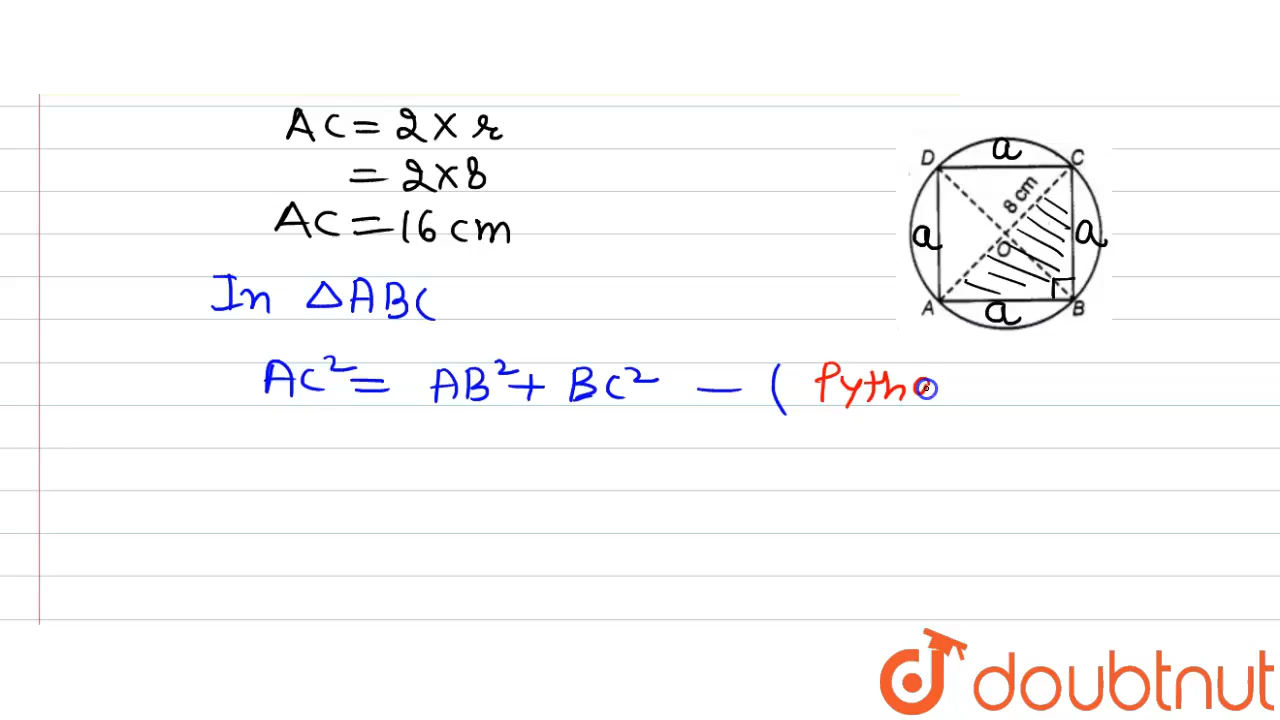 AC = 2 × r
= 2 × 8
AC = 16 cm
In △ABC
AC² = AB² + BC² – ( Pytho
D a C
8 cm
a O a
A a B
doubtnut